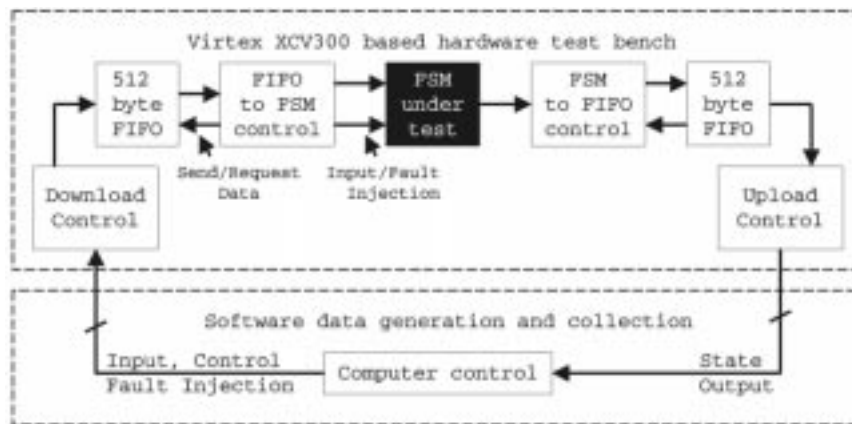 Virtex XCV300 based hardware test bench
512
byte
FIFO
FIFO
to FSM
control
FSM
under
test
FSM
to FIFO
control
512
byte
FIFO
Send/Request
Data
Input/Fault
Injection
Download
Control
Upload
Control
Software data generation and collection
Input, Control
Fault Injection
Computer control
State
Output